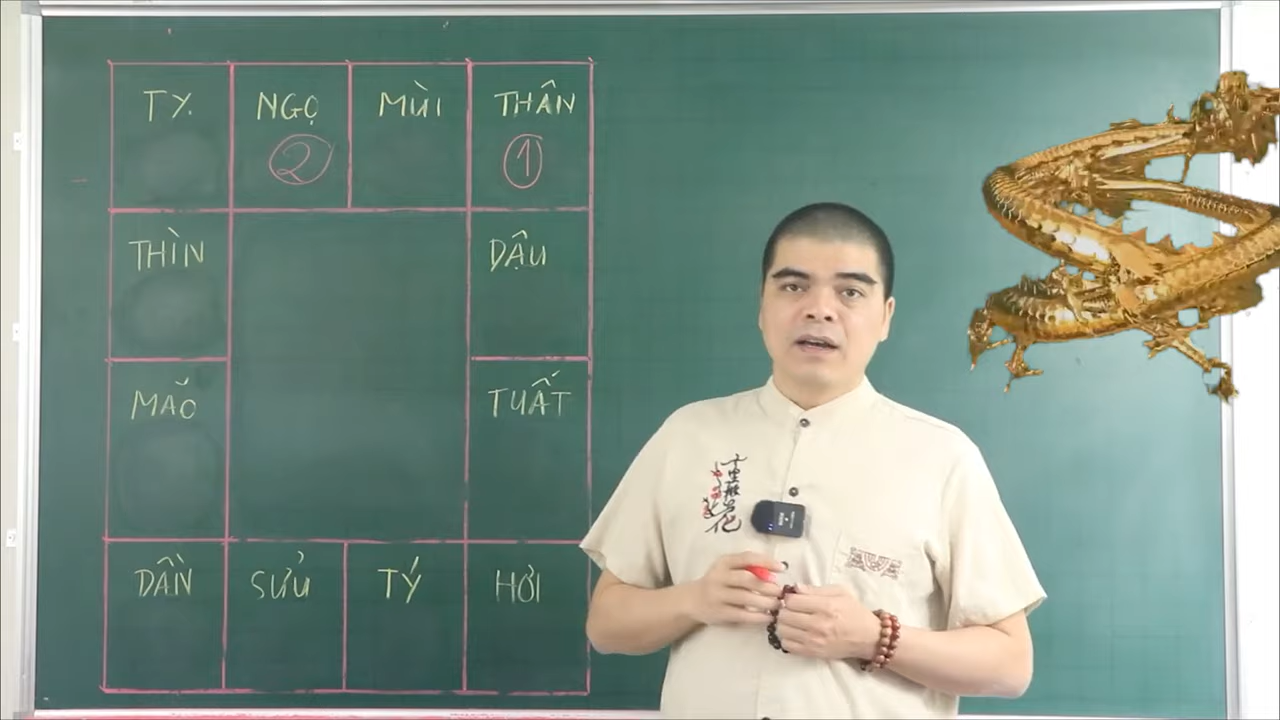 TỴ
NGỌ
MÙI
THÂN
2
1
THÌN
DẬU
MÃO
TUẤT
DẦN
SỬU
TÝ
HỢI